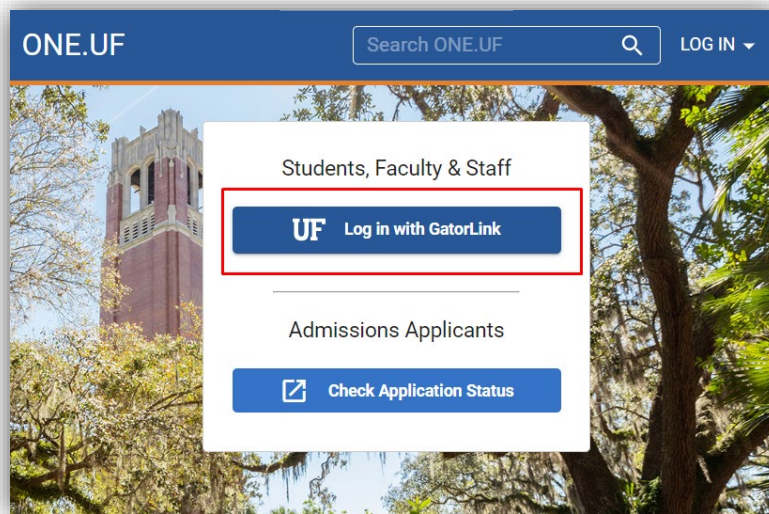 ONE.UF
Search ONE.UF
LOG IN
Students, Faculty & Staff
UF Log in with GatorLink
Admissions Applicants
Check Application Status